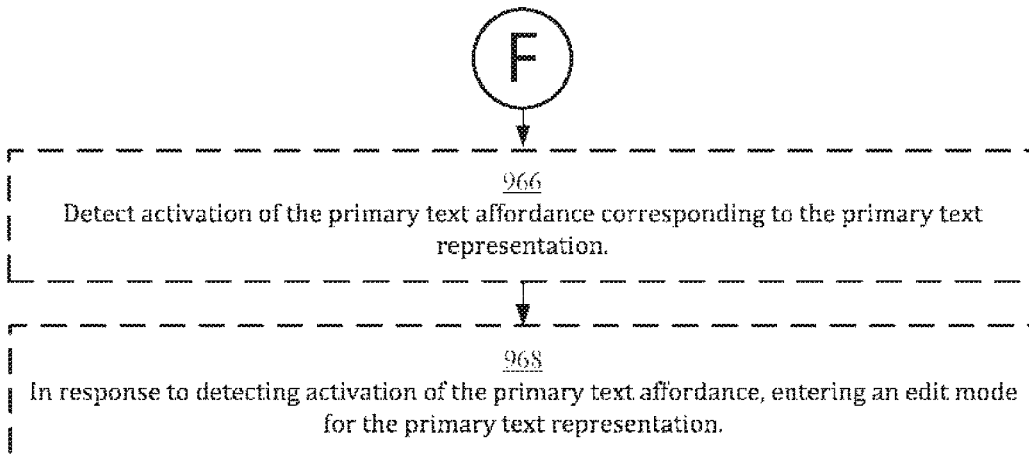 F
966
Detect activation of the primary text affordance corresponding to the primary text
representation.
968
In response to detecting activation of the primary text affordance, entering an edit mode
for the primary text representation.